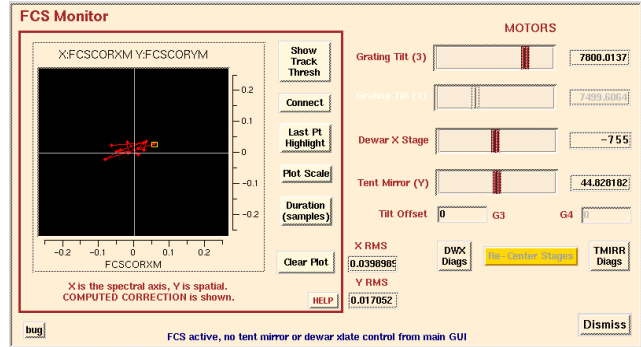 FCS Monitor
X:FCSCORXM Y:FCSCORYM
0.2
0.1
0
-0.1
-0.2
-0.2 -0.1 0 0.1 0.2
FCSCORXM
X is the spectral axis, Y is spatial.
COMPUTED CORRECTION is shown.
Show
Track
Thresh
Connect
Last Pt
Highlight
Plot Scale
Duration
(samples)
Clear Plot
HELP
MOTORS
Grating Tilt (3) 7800.0137
Grating Tilt (4) 7499.6064
Dewar X Stage -755
Tent Mirror (Y) 44.828182
Tilt Offset 0 G3 G4 0
X RMS
0.039898
Y RMS
0.017052
DWX
Diags
Re-Center Stages
TMIRR
Diags
bug
FCS active, no tent mirror or dewar xlate control from main GUI
Dismiss